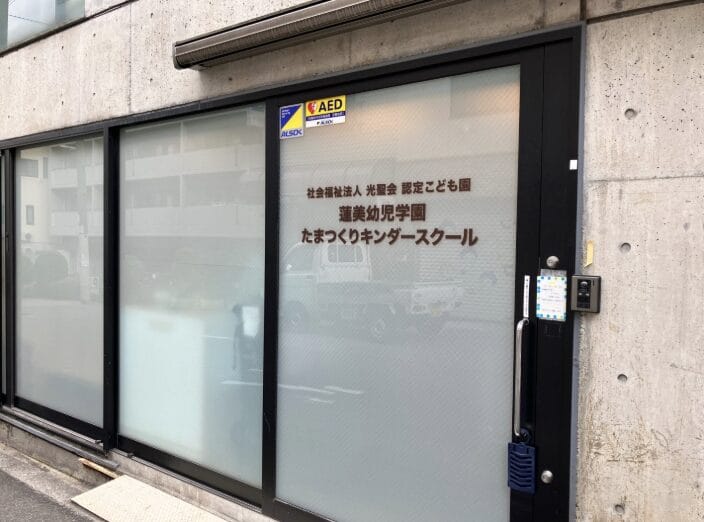 AED
ALSOK
社会福祉法人 光聖会 認定こども園
蓮美幼児学園
たまつくりキンダースクール